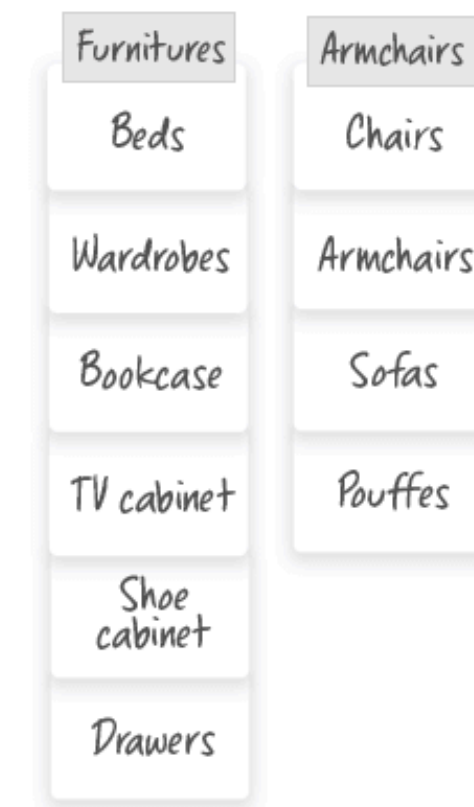 Furnitures
Beds
Wardrobes
Bookcase
TV cabinet
Shoe
cabinet
Drawers
Armchairs
Chairs
Armchairs
Sofas
Pouffes